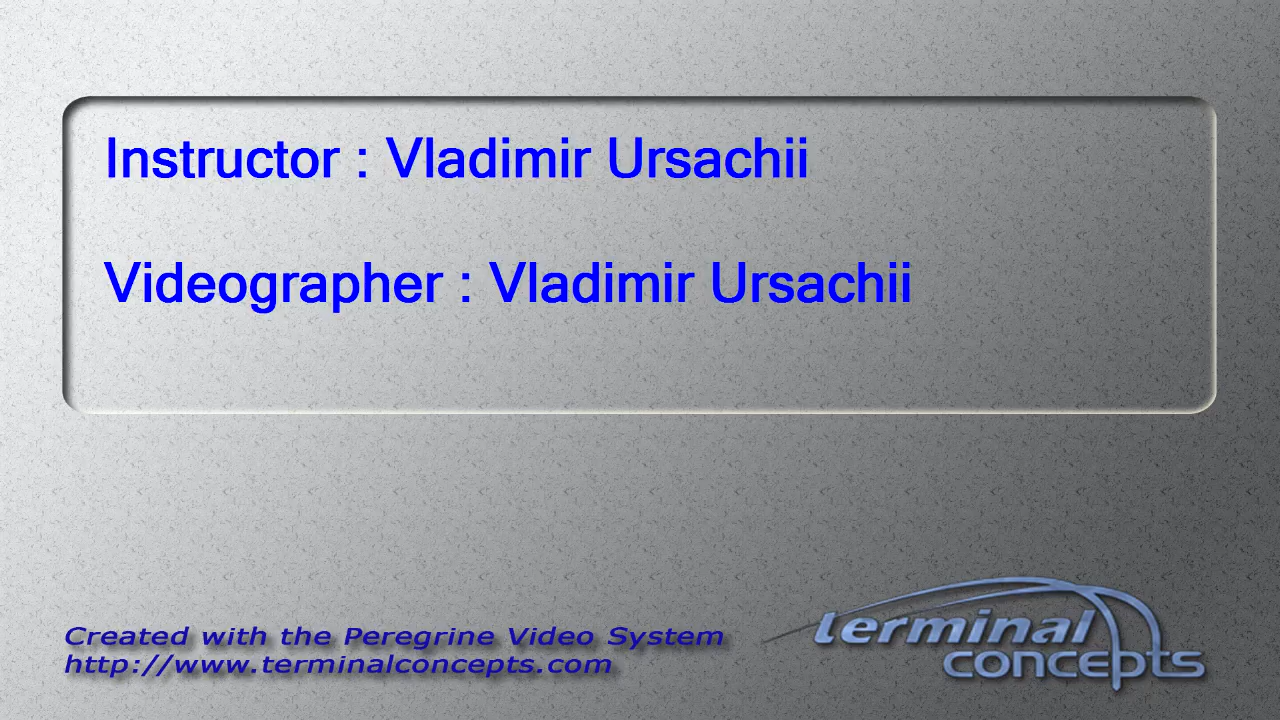 Instructor : Vladimir Ursachii
Videographer : Vladimir Ursachii
Created with the Peregrine Video System
http://www.terminalconcepts.com
terminal
concepts